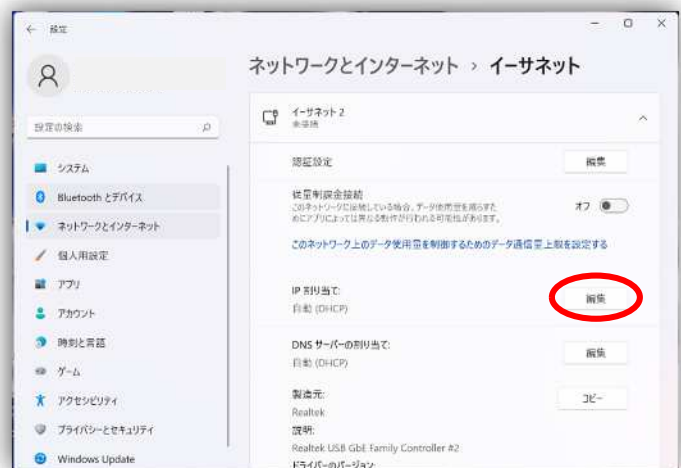 設定
ネットワークとインターネット › イーサネット
設定の検索
システム
Bluetooth とデバイス
ネットワークとインターネット
個人用設定
アプリ
アカウント
時刻と言語
ゲーム
アクセシビリティ
プライバシーとセキュリティ
Windows Update
イーサネット 2
未接続
認証設定
編集
従量制課金接続
このネットワークに接続している場合、データ使用量を減らすた
めにアプリによっては異なる動作が行われる可能性があります。
オフ
このネットワーク上のデータ使用量を制御するためのデータ通信量上限を設定する
IP 割り当て:
自動 (DHCP)
編集
DNS サーバーの割り当て:
自動 (DHCP)
編集
製造元:
Realtek
コピー
説明:
Realtek USB GbE Family Controller #2
ドライバーのバージョン: